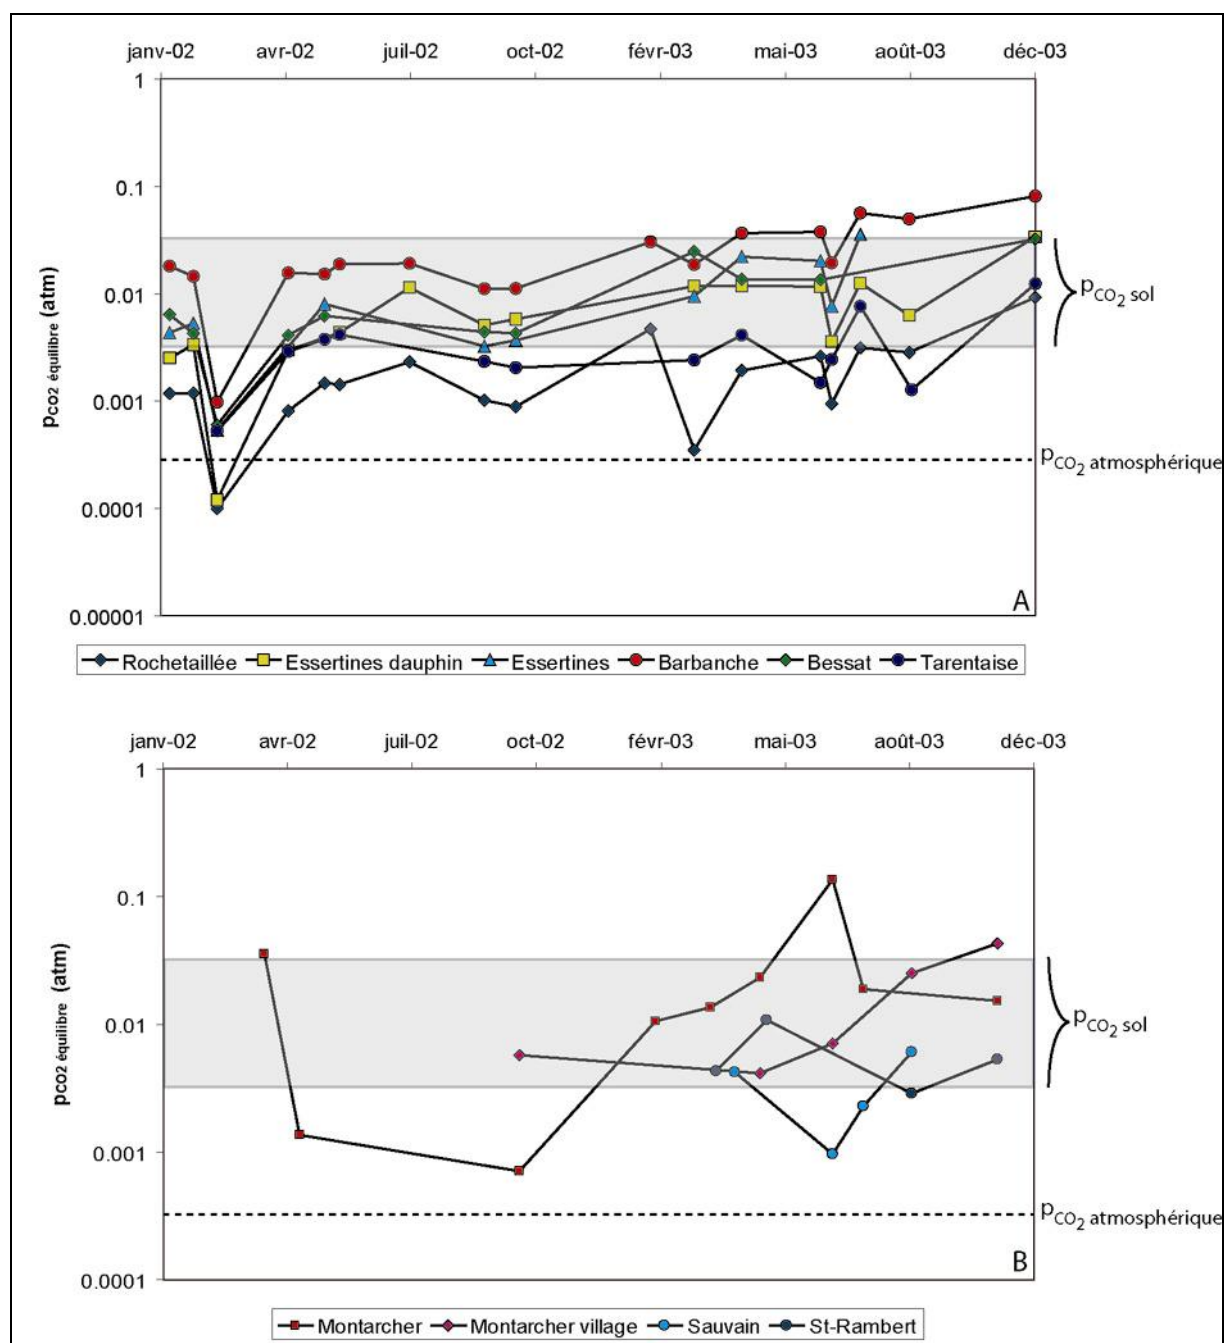 janv-02 avr-02 juil-02 oct-02 févr-03 mai-03 août-03 déc-03
1
0.1
0.01
0.001
0.0001
0.00001
pCO2 équilibre (atm)
pCO2 sol
pCO2 atmosphérique
A
Rochetaillée Essertines dauphin Essertines Barbanche Bessat Tarentaise
janv-02 avr-02 juil-02 oct-02 févr-03 mai-03 août-03 déc-03
1
0.1
0.01
0.001
0.0001
pCO2 équilibre (atm)
pCO2 sol
pCO2 atmosphérique
B
Montarcher Montarcher village Sauvain St-Rambert